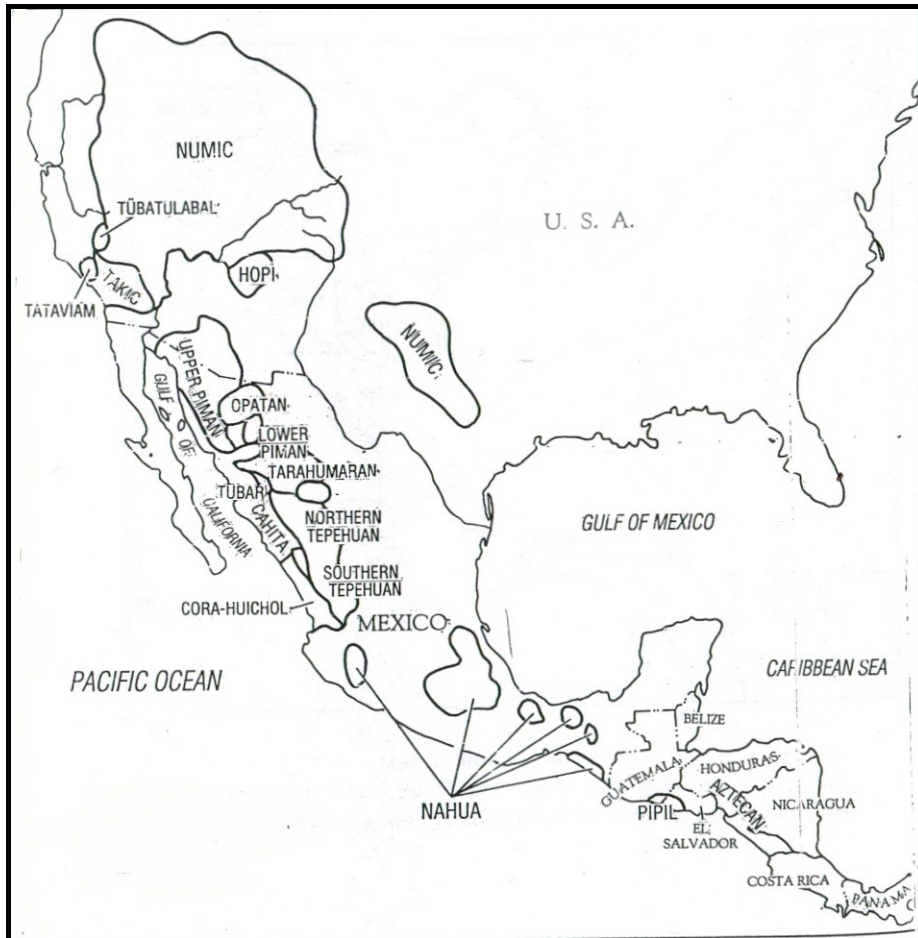 NUMIC
TÜBATULABAL
U. S. A.
HOPI
TAKIC
TATAVIAM
NUMIC
UPPER PIMAN
GULF OF CALIFORNIA
OPATAN
LOWER
PIMAN
TARAHUMARAN
TÜBAR
CAHITA
NORTHERN
TEPEHUAN
GULF OF MEXICO
SOUTHERN
TEPEHUAN
CORA-HUICHOL
MEXICO
PACIFIC OCEAN
CARIBBEAN SEA
BELIZE
GUATEMALA
HONDURAS
AZTECAN
NICARAGUA
NAHUA
PIPIL
EL
SALVADOR
COSTA RICA
PANAMA